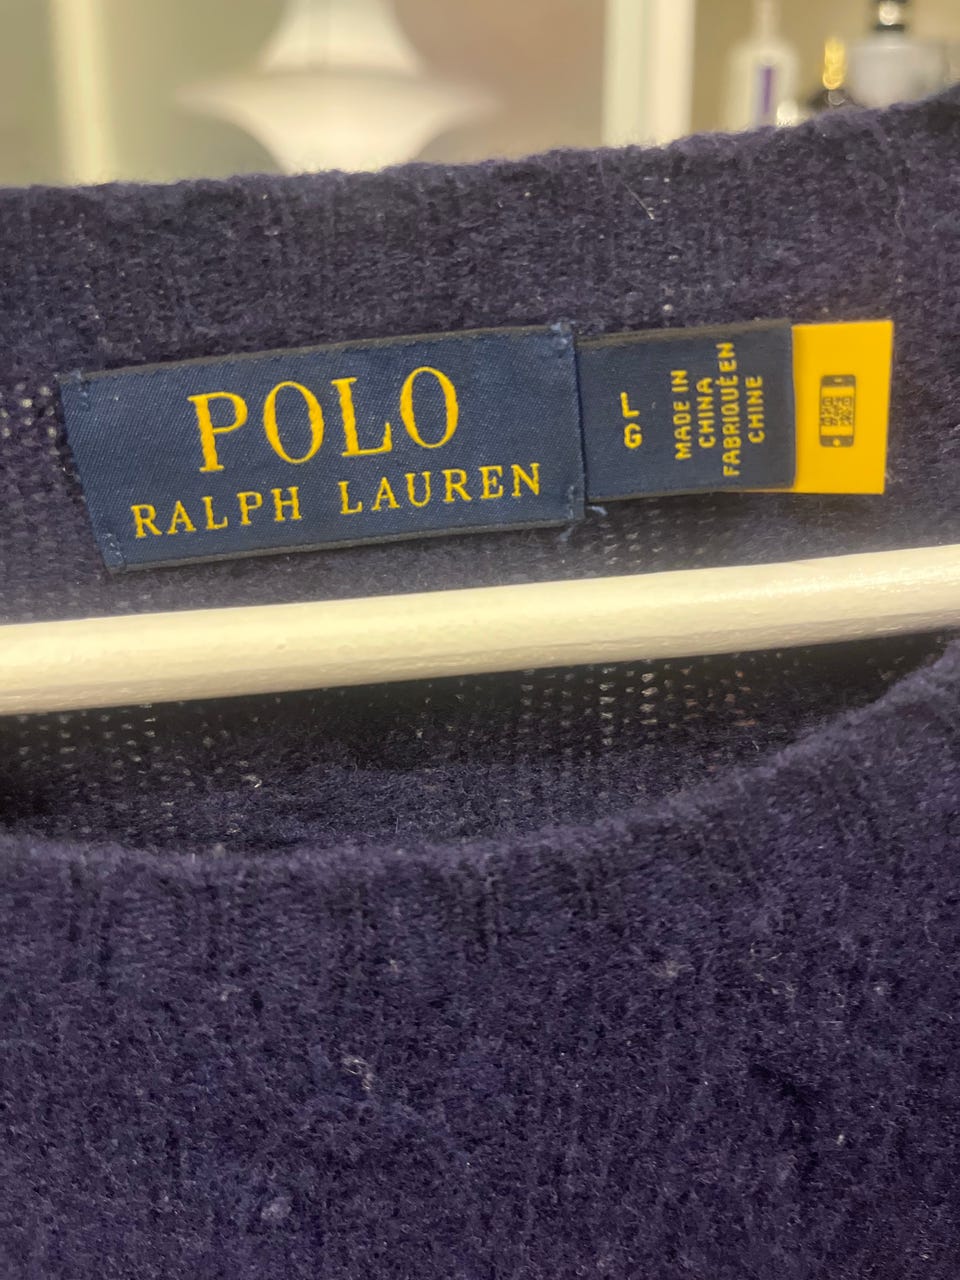 POLO
RALPH LAUREN
L
G
MADE IN
CHINA
FABRIQUÉ EN
CHINE